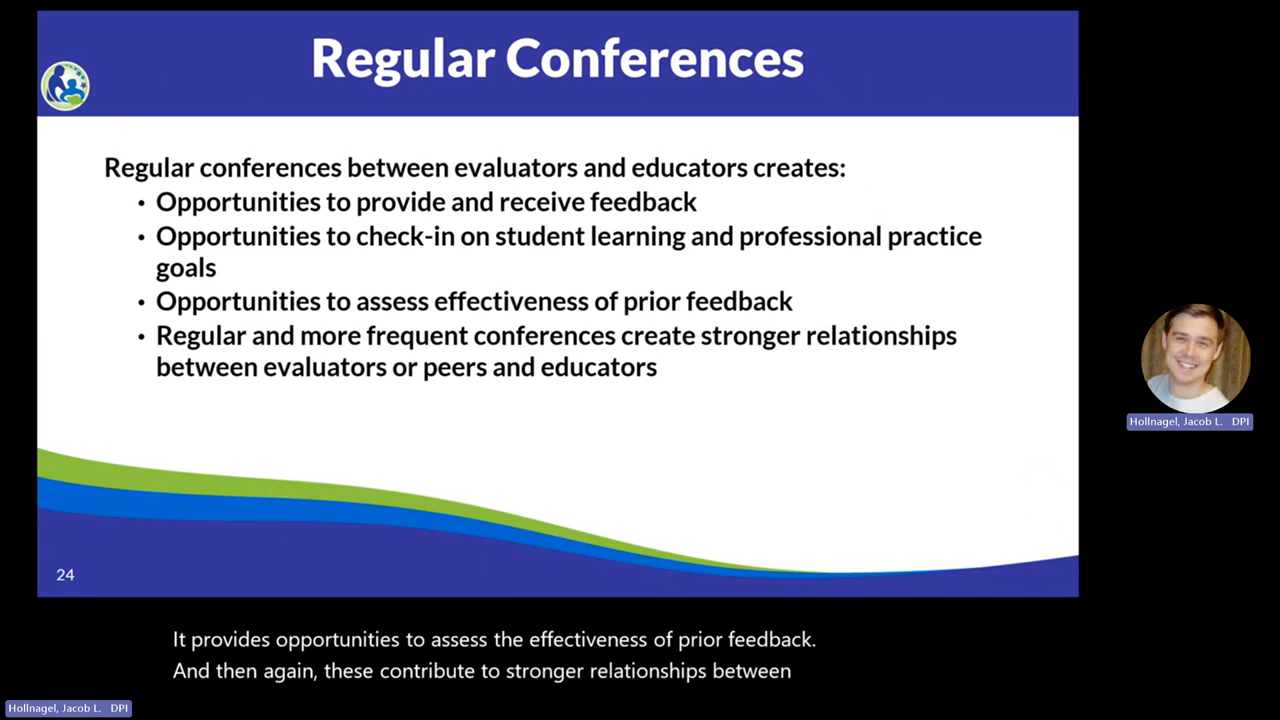 Regular Conferences
Regular conferences between evaluators and educators creates:
• Opportunities to provide and receive feedback
• Opportunities to check-in on student learning and professional practice
goals
• Opportunities to assess effectiveness of prior feedback
• Regular and more frequent conferences create stronger relationships
between evaluators or peers and educators
24
Hollnagel, Jacob L. DPI
It provides opportunities to assess the effectiveness of prior feedback.
And then again, these contribute to stronger relationships between
Hollnagel, Jacob L. DPI